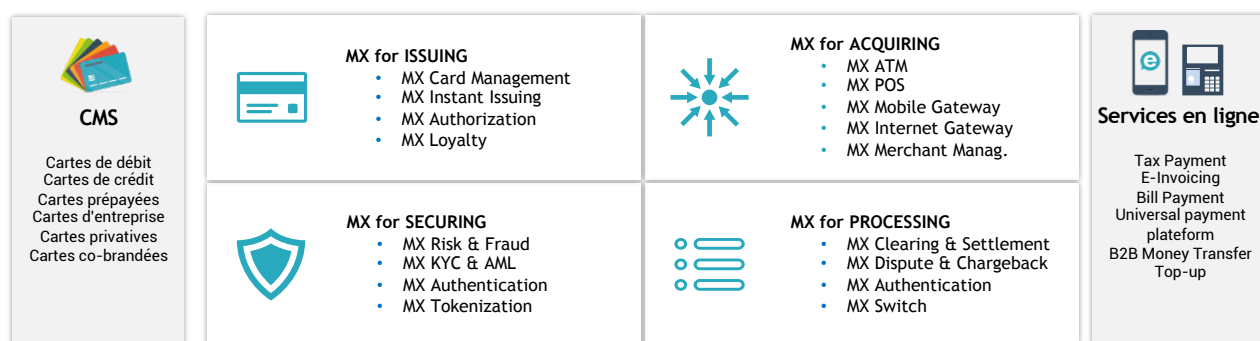 CMS
Cartes de débit
Cartes de crédit
Cartes prépayées
Cartes d'entreprise
Cartes privatives
Cartes co-brandées
MX for ISSUING
• MX Card Management
• MX Instant Issuing
• MX Authorization
• MX Loyalty
MX for ACQUIRING
• MX ATM
• MX POS
• MX Mobile Gateway
• MX Internet Gateway
• MX Merchant Manag.
MX for SECURING
• MX Risk & Fraud
• MX KYC & AML
• MX Authentication
• MX Tokenization
MX for PROCESSING
• MX Clearing & Settlement
• MX Dispute & Chargeback
• MX Authentication
• MX Switch
Services en ligne
Tax Payment
E-Invoicing
Bill Payment
Universal payment
plateform
B2B Money Transfer
Top-up